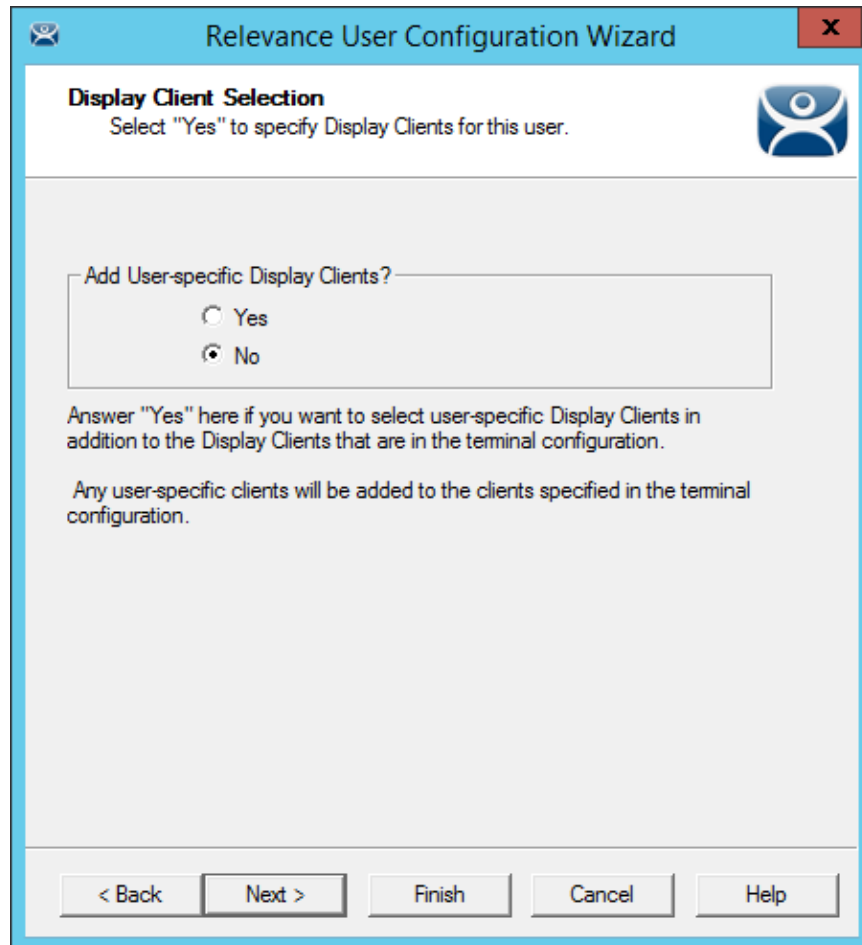 Relevance User Configuration Wizard
x
Display Client Selection
Select "Yes" to specify Display Clients for this user.
Add User-specific Display Clients?
Yes
No
Answer "Yes" here if you want to select user-specific Display Clients in
addition to the Display Clients that are in the terminal configuration.
Any user-specific clients will be added to the clients specified in the terminal
configuration.
< Back Next > Finish Cancel Help